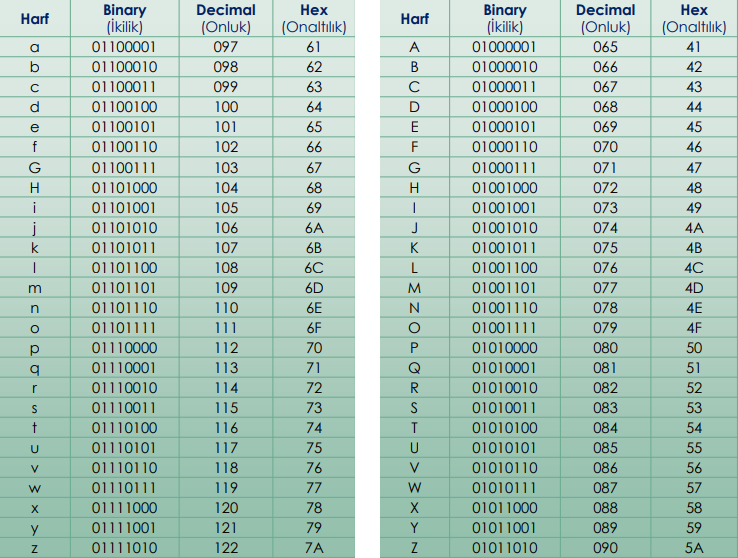 Harf Binary (İkilik) Decimal (Onluk) Hex (Onaltılık) Harf Binary (İkilik) Decimal (Onluk) Hex (Onaltılık)
a 01100001 097 61 A 01000001 065 41
b 01100010 098 62 B 01000010 066 42
c 01100011 099 63 C 01000011 067 43
d 01100100 100 64 D 01000100 068 44
e 01100101 101 65 E 01000101 069 45
f 01100110 102 66 F 01000110 070 46
G 01100111 103 67 G 01000111 071 47
H 01101000 104 68 H 01001000 072 48
i 01101001 105 69 I 01001001 073 49
j 01101010 106 6A J 01001010 074 4A
k 01101011 107 6B K 01001011 075 4B
l 01101100 108 6C L 01001100 076 4C
m 01101101 109 6D M 01001101 077 4D
n 01101110 110 6E N 01001110 078 4E
o 01101111 111 6F O 01001111 079 4F
p 01110000 112 70 P 01010000 080 50
q 01110001 113 71 Q 01010001 081 51
r 01110010 114 72 R 01010010 082 52
s 01110011 115 73 S 01010011 083 53
t 01110100 116 74 T 01010100 084 54
u 01110101 117 75 U 01010101 085 55
v 01110110 118 76 V 01010110 086 56
w 01110111 119 77 W 01010111 087 57
x 01111000 120 78 X 01011000 088 58
y 01111001 121 79 Y 01011001 089 59
z 01111010 122 7A Z 01011010 090 5A